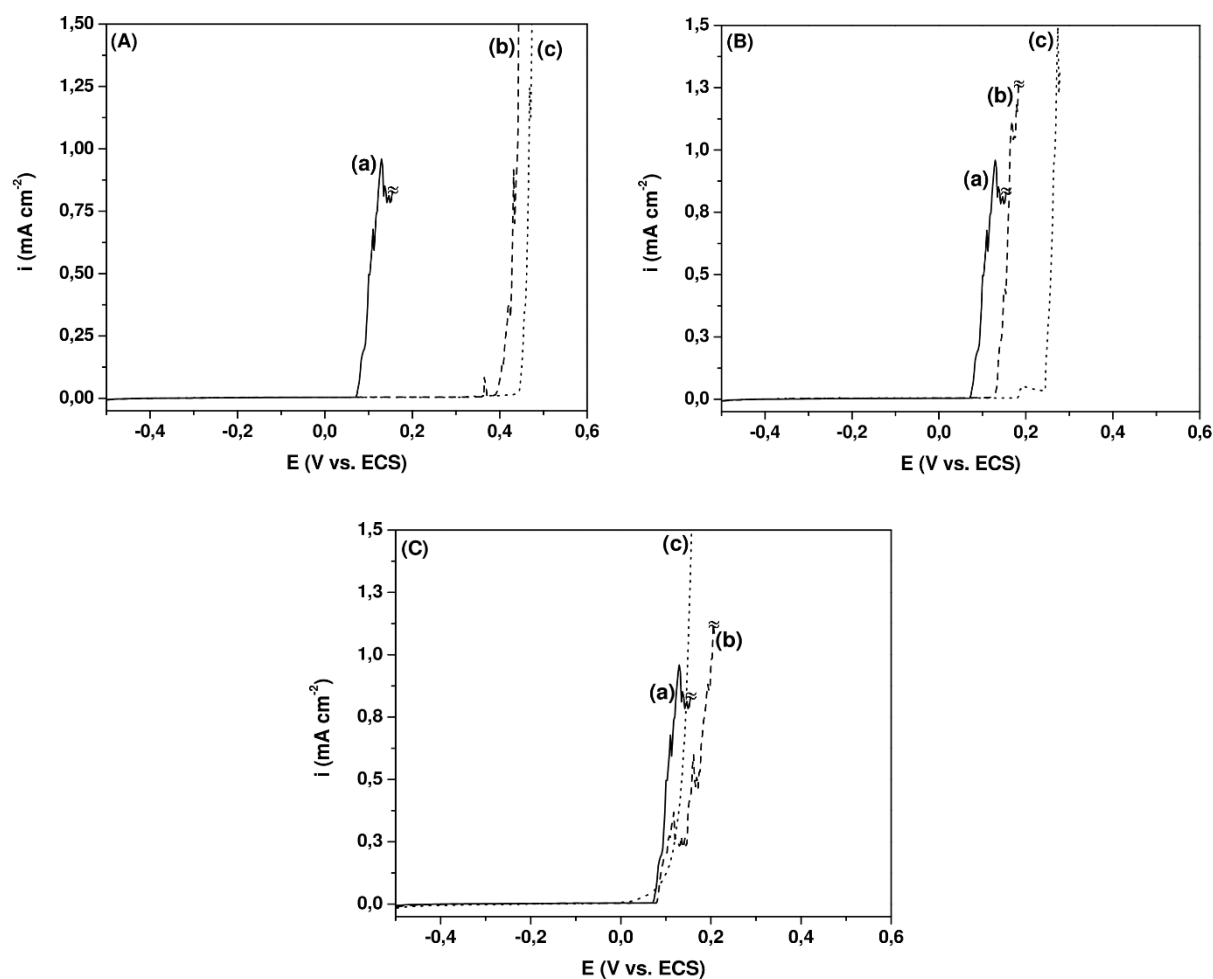 (A)
(b)
(c)
(a)
1,50
1,25
1,00
0,75
0,50
0,25
0,00
i (mA cm-2)
-0,4 -0,2 0,0 0,2 0,4 0,6
E (V vs. ECS)
(B)
(c)
(b)
(a)
1,5
1,3
1,0
0,8
0,5
0,3
0,0
i (mA cm-2)
-0,4 -0,2 0,0 0,2 0,4 0,6
E (V vs. ECS)
(C)
(c)
(b)
(a)
1,5
1,3
1,0
0,8
0,5
0,3
0,0
i (mA cm-2)
-0,4 -0,2 0,0 0,2 0,4 0,6
E (V vs. ECS)